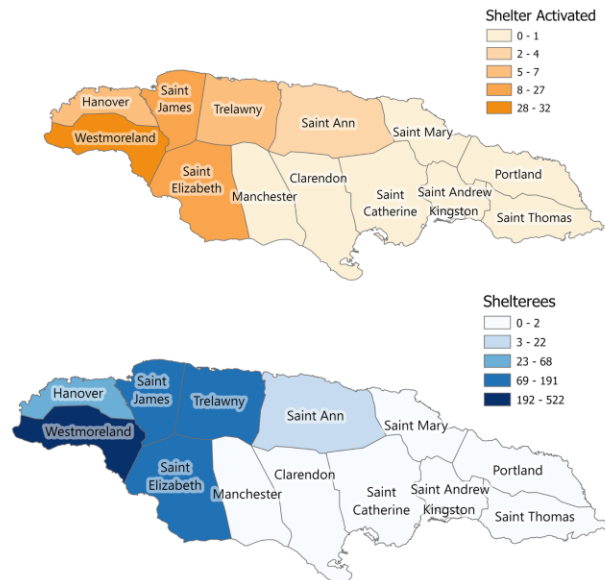 Shelter Activated
0 - 1
2 - 4
5 - 7
8 - 27
28 - 32
Hanover
Saint
James
Trelawny
Saint Ann
Saint Mary
Westmoreland
Saint
Elizabeth
Manchester
Clarendon
Saint
Catherine
Saint Andrew
Kingston
Portland
Saint Thomas
Shelterees
0 - 2
3 - 22
23 - 68
69 - 191
192 - 522
Hanover
Saint
James
Trelawny
Saint Ann
Saint Mary
Westmoreland
Saint
Elizabeth
Manchester
Clarendon
Saint
Catherine
Saint Andrew
Kingston
Portland
Saint Thomas